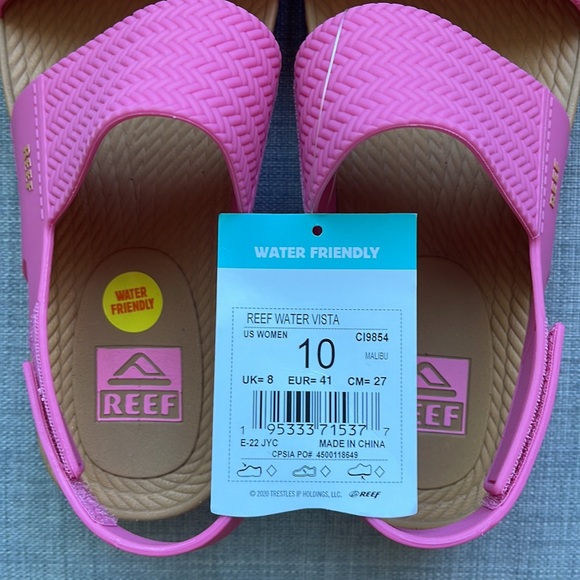 REEF
REEF
WATER FRIENDLY
REEF WATER VISTA
US WOMEN
10
CI9854
MALIBU
UK= 8 EUR= 41 CM= 27
1 95333 71537 7
E-22 JYC MADE IN CHINA
CPSIA PO# 4500118649
© 2020 TRESTLES IP HOLDINGS, LLC. REEF
WATER
FRIENDLY
REEF
REEF